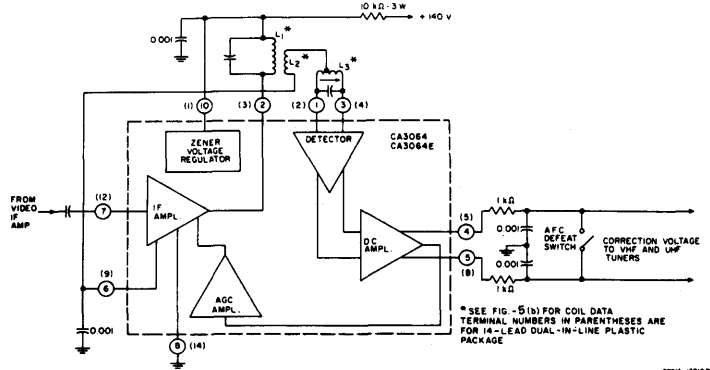 10 kΩ-3 W
+ 140 V
0.001
L1*
L2*
L3*
(1) 10
(3) 2
(2) 1
3 (4)
ZENER
VOLTAGE
REGULATOR
DETECTOR
CA3064
CA3064E
FROM
VIDEO
IF
AMP
(12)
7
IF
AMPL.
DC
AMPL.
AGC
AMPL.
(5)
4
5
(8)
1 kΩ
0.001
0.001
1kΩ
A F C
DEFEAT
SWITCH
CORRECTION VOLTAGE
TO VHF AND UHF
TUNERS
(9)
6
0.001
8 (14)
* SEE FIG.-5(b) FOR COIL DATA
TERMINAL NUMBERS IN PARENTHESES ARE
FOR 14-LEAD DUAL-IN-LINE PLASTIC
PACKAGE